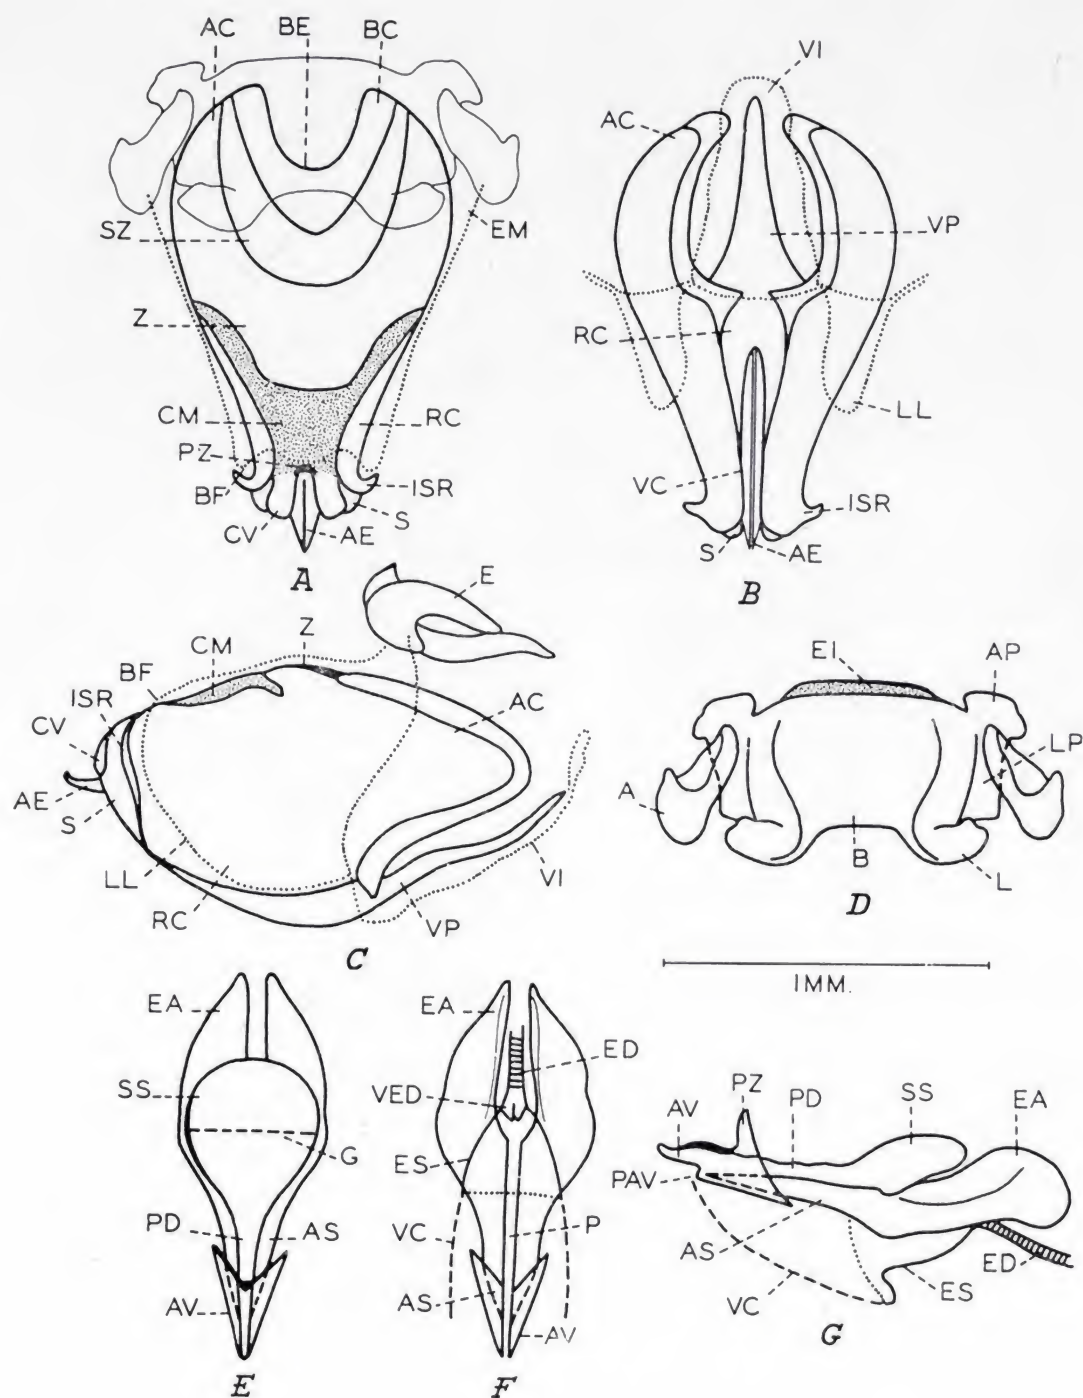 AC BE BC
SZ EM
Z
CM RC
PZ
BF ISR
CV AE S
A
VI
AC
VP
RC
LL
VC
ISR
S AE
B
E
Z
CM
BF
ISR AC
CV
AE
S
LL
RC VP VI
C
EI AP
LP
A
B L
D
1MM.
EA
SS
G
PD AS
AV
E
EA
ED
VED
ES
VC P
AS
AV
F
PZ PD SS EA
AV
PAV
AS ED
VC ES
G